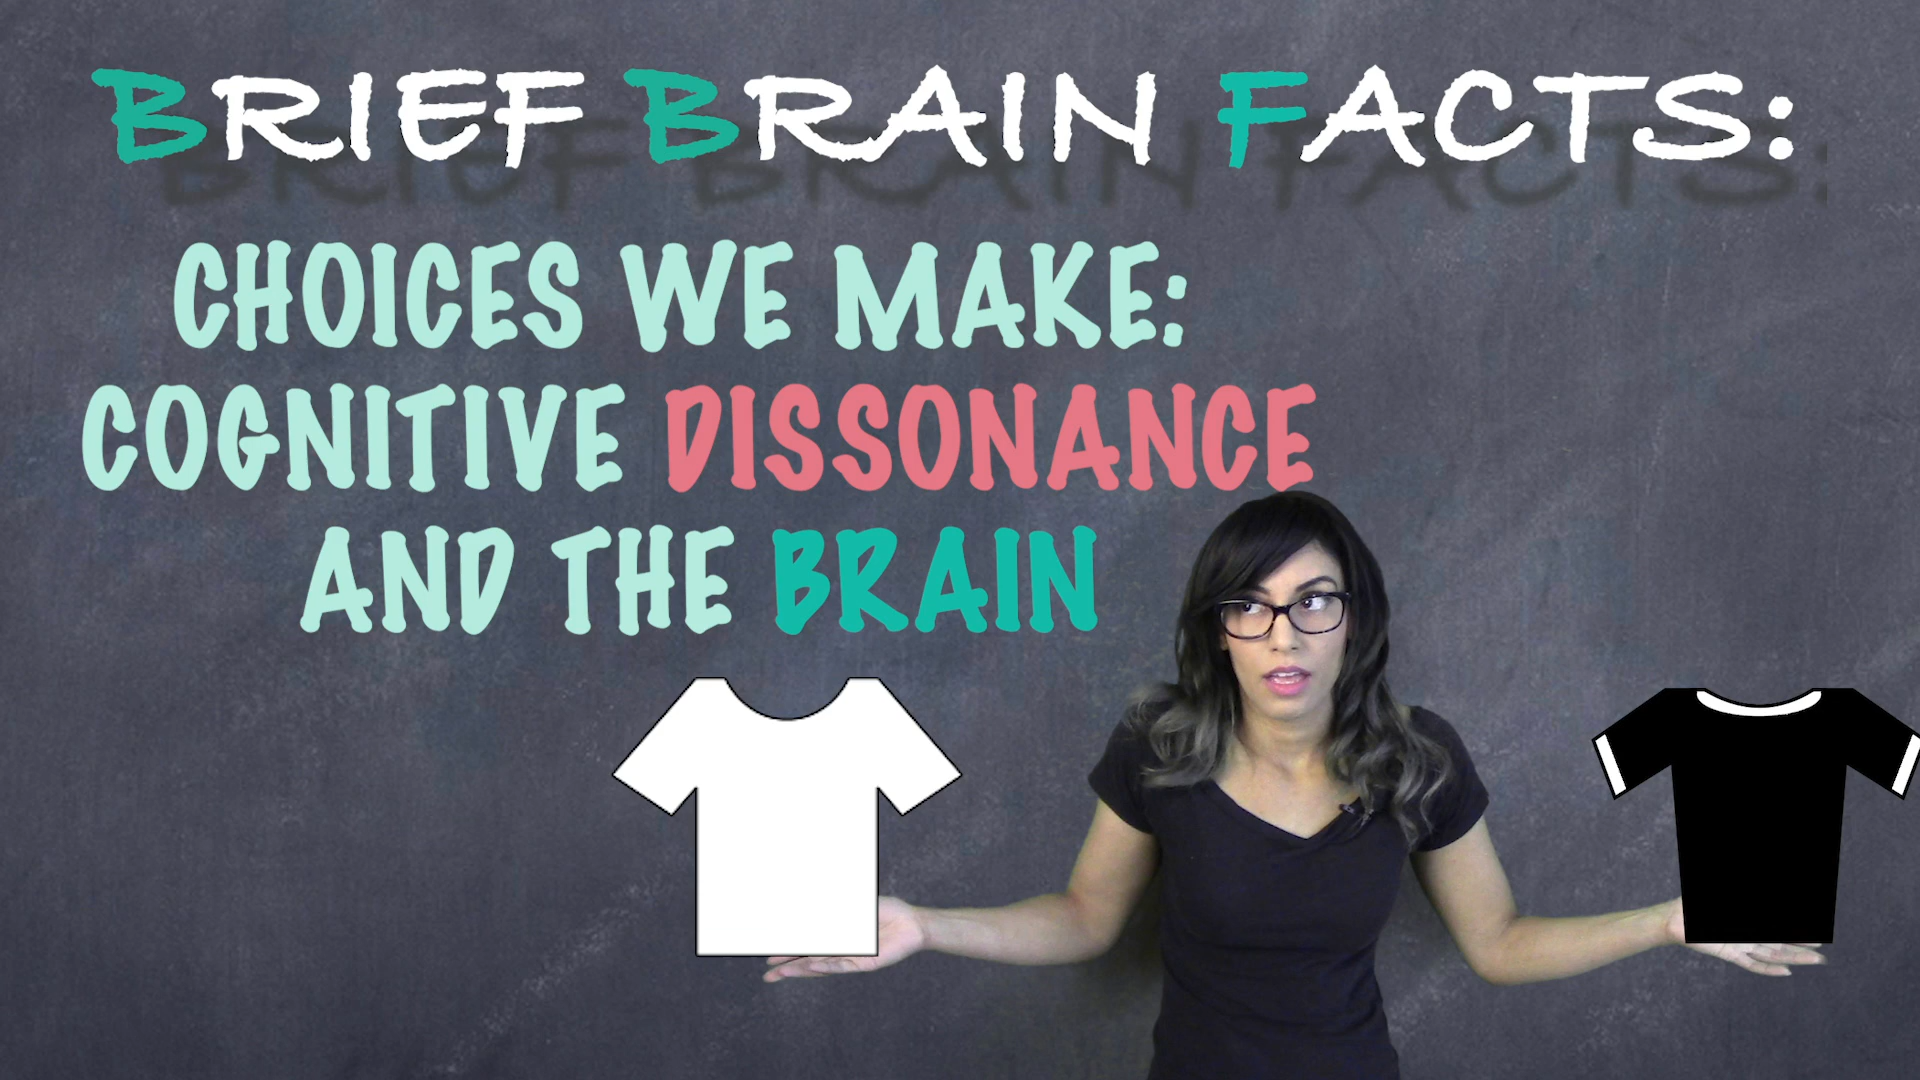 BRIEF BRAIN FACTS:
CHOICES WE MAKE:
COGNITIVE DISSONANCE
AND THE BRAIN